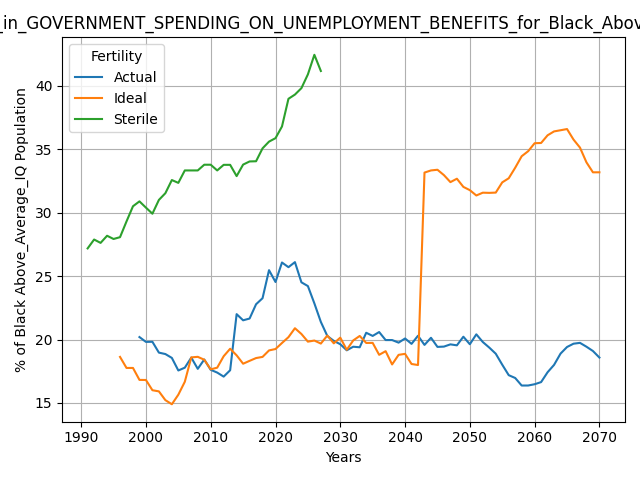 _in_GOVERNMENT_SPENDING_ON_UNEMPLOYMENT_BENEFITS_for_Black_Abov
Fertility
Actual
Ideal
Sterile
% of Black Above_Average_IQ Population
40
35
30
25
20
15
1990 2000 2010 2020 2030 2040 2050 2060 2070
Years